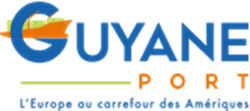 GUYANE
PORT
L'Europe au carrefour des Amériques